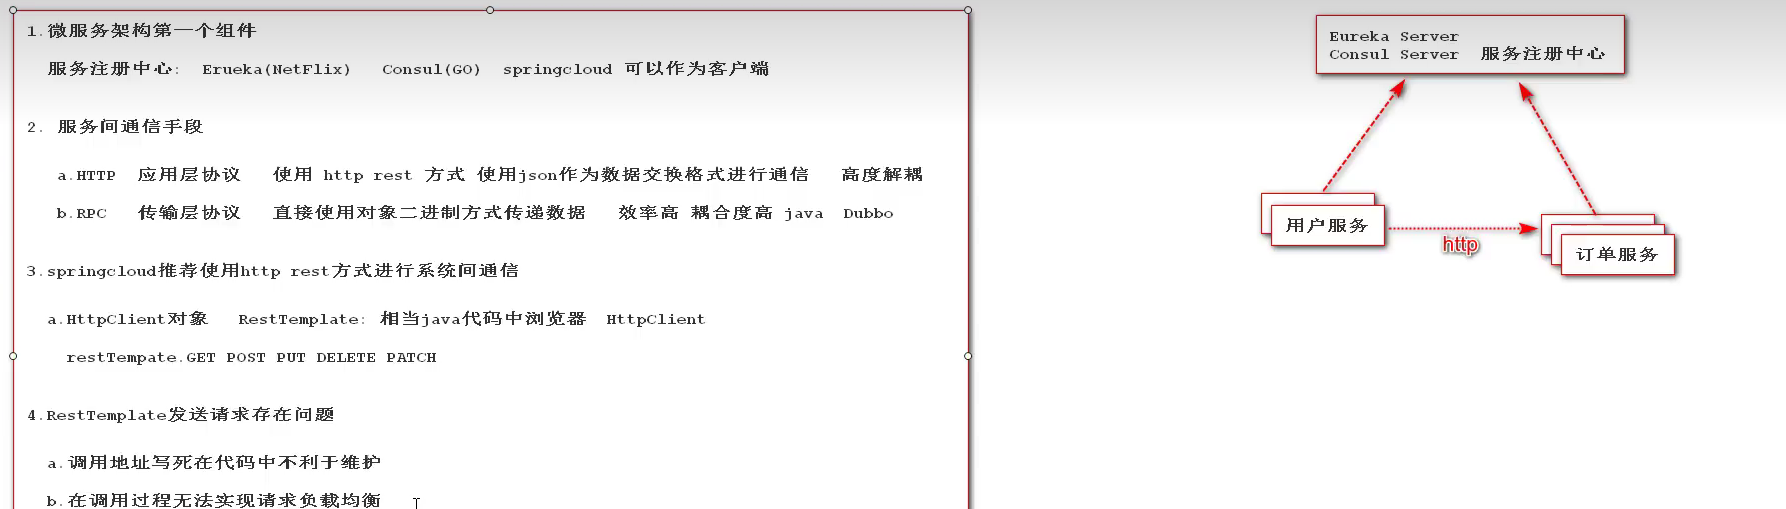 1.微服务架构第一个组件
服务注册中心: Erueka(NetFlix) Consul(GO) springcloud 可以作为客户端
2. 服务间通信手段
a.HTTP 应用层协议 使用 http rest 方式 使用json作为数据交换格式进行通信 高度解耦
b.RPC 传输层协议 直接使用对象二进制方式传递数据 效率高 耦合度高 java Dubbo
3.springcloud推荐使用http rest方式进行系统间通信
a.HttpClient对象 RestTemplate: 相当java代码中浏览器 HttpClient
restTempate.GET POST PUT DELETE PATCH
4.RestTemplate发送请求存在问题
a.调用地址写死在代码中不利于维护
b.在调用过程无法实现请求负载均衡
Eureka Server
Consul Server 服务注册中心
用户服务
http
订单服务